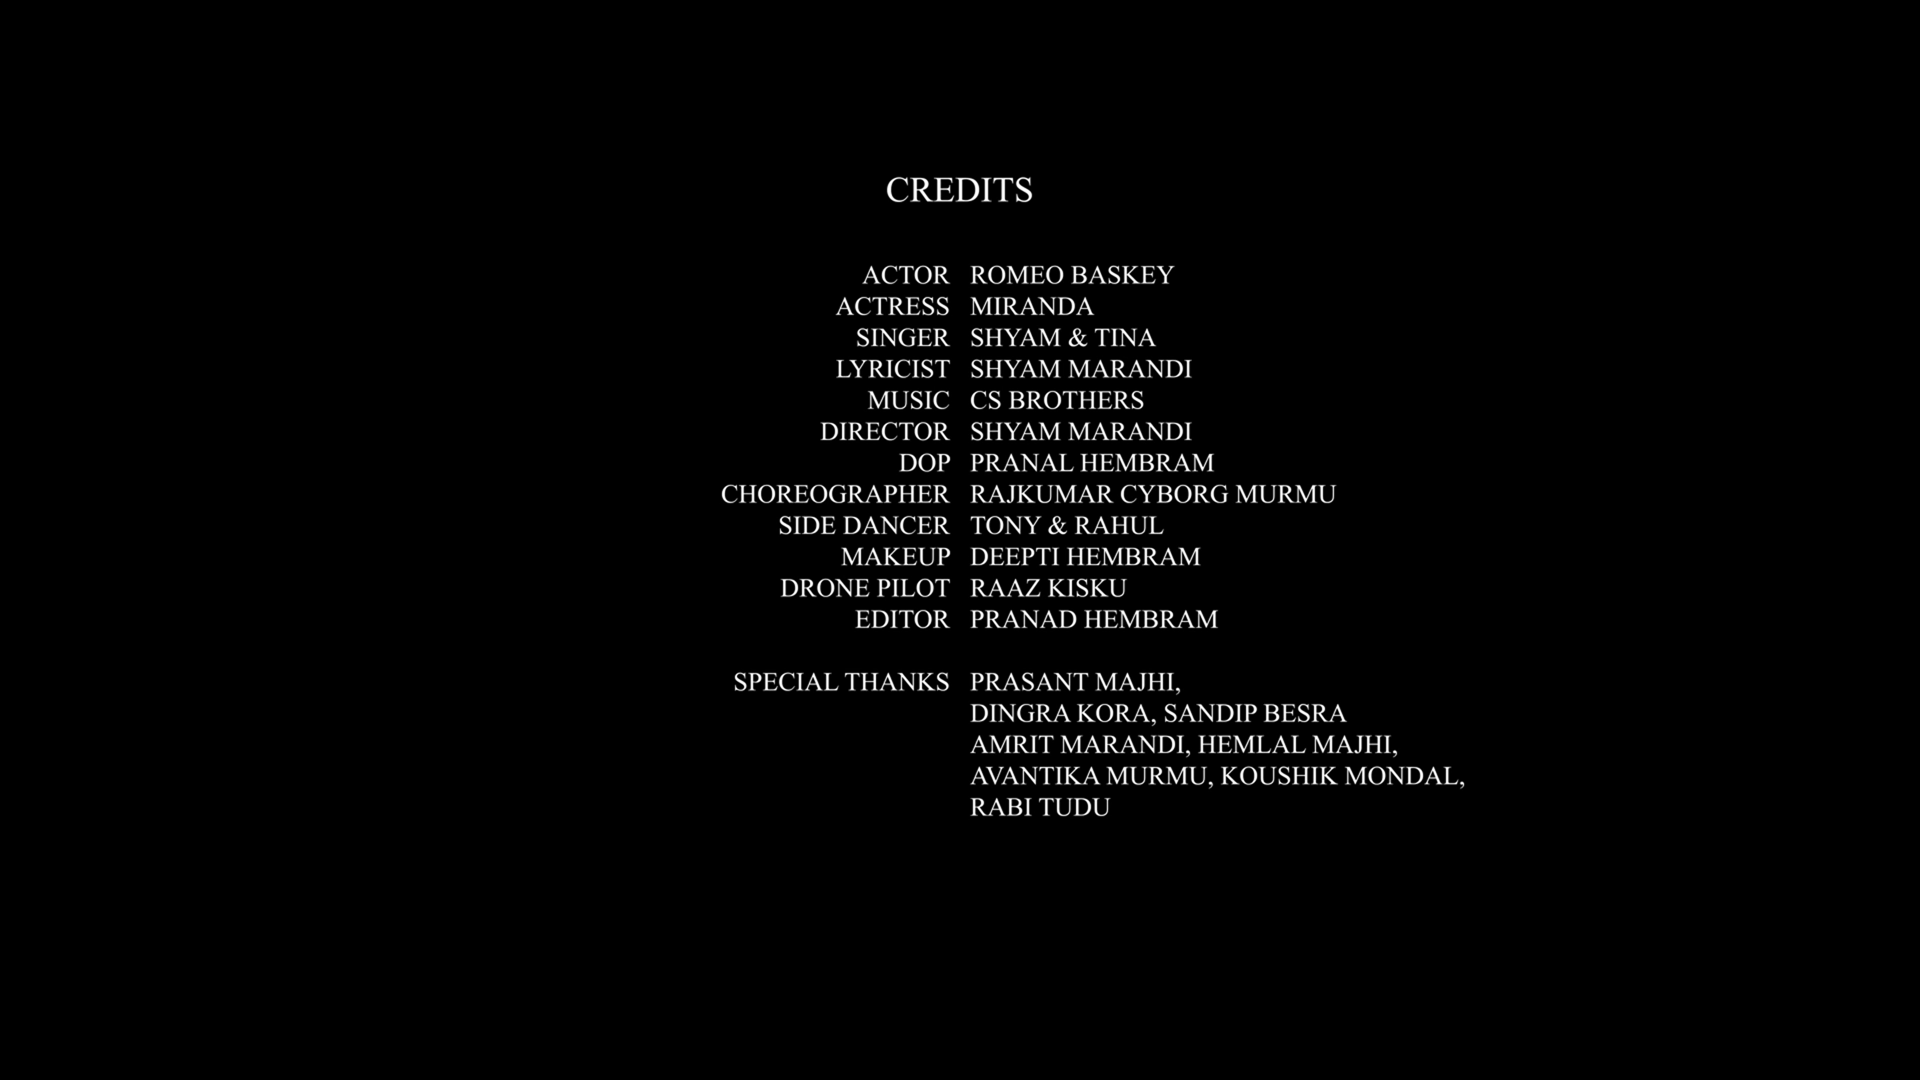 CREDITS
ACTOR ROMEO BASKEY
ACTRESS MIRANDA
SINGER SHYAM & TINA
LYRICIST SHYAM MARANDI
MUSIC CS BROTHERS
DIRECTOR SHYAM MARANDI
DOP PRANAL HEMBRAM
CHOREOGRAPHER RAJKUMAR CYBORG MURMU
SIDE DANCER TONY & RAHUL
MAKEUP DEEPTI HEMBRAM
DRONE PILOT RAAZ KISKU
EDITOR PRANAD HEMBRAM
SPECIAL THANKS PRASANT MAJHI,
DINGRA KORA, SANDIP BESRA
AMRIT MARANDI, HEMLAL MAJHI,
AVANTIKA MURMU, KOUSHIK MONDAL,
RABI TUDU